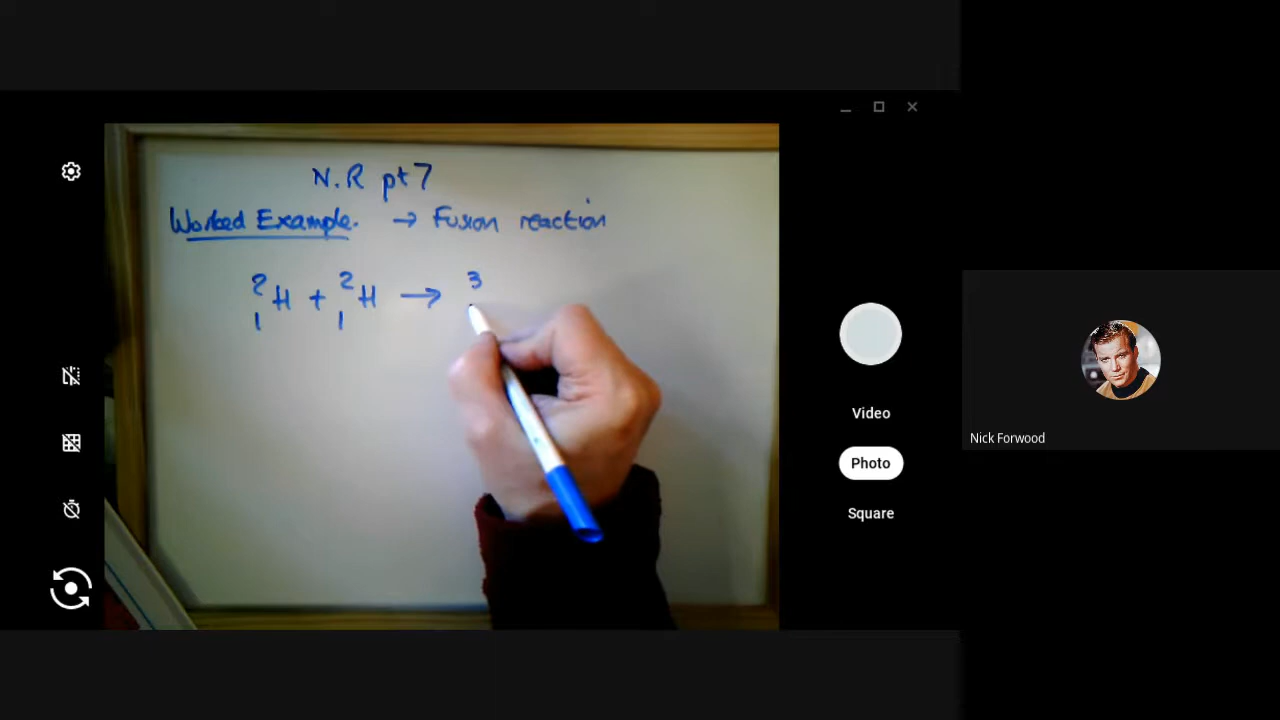 N.R pt7
Worked Example. → Fusion reaction
²₁H + ²₁H → ³
Video
Photo
Square
Nick Forwood